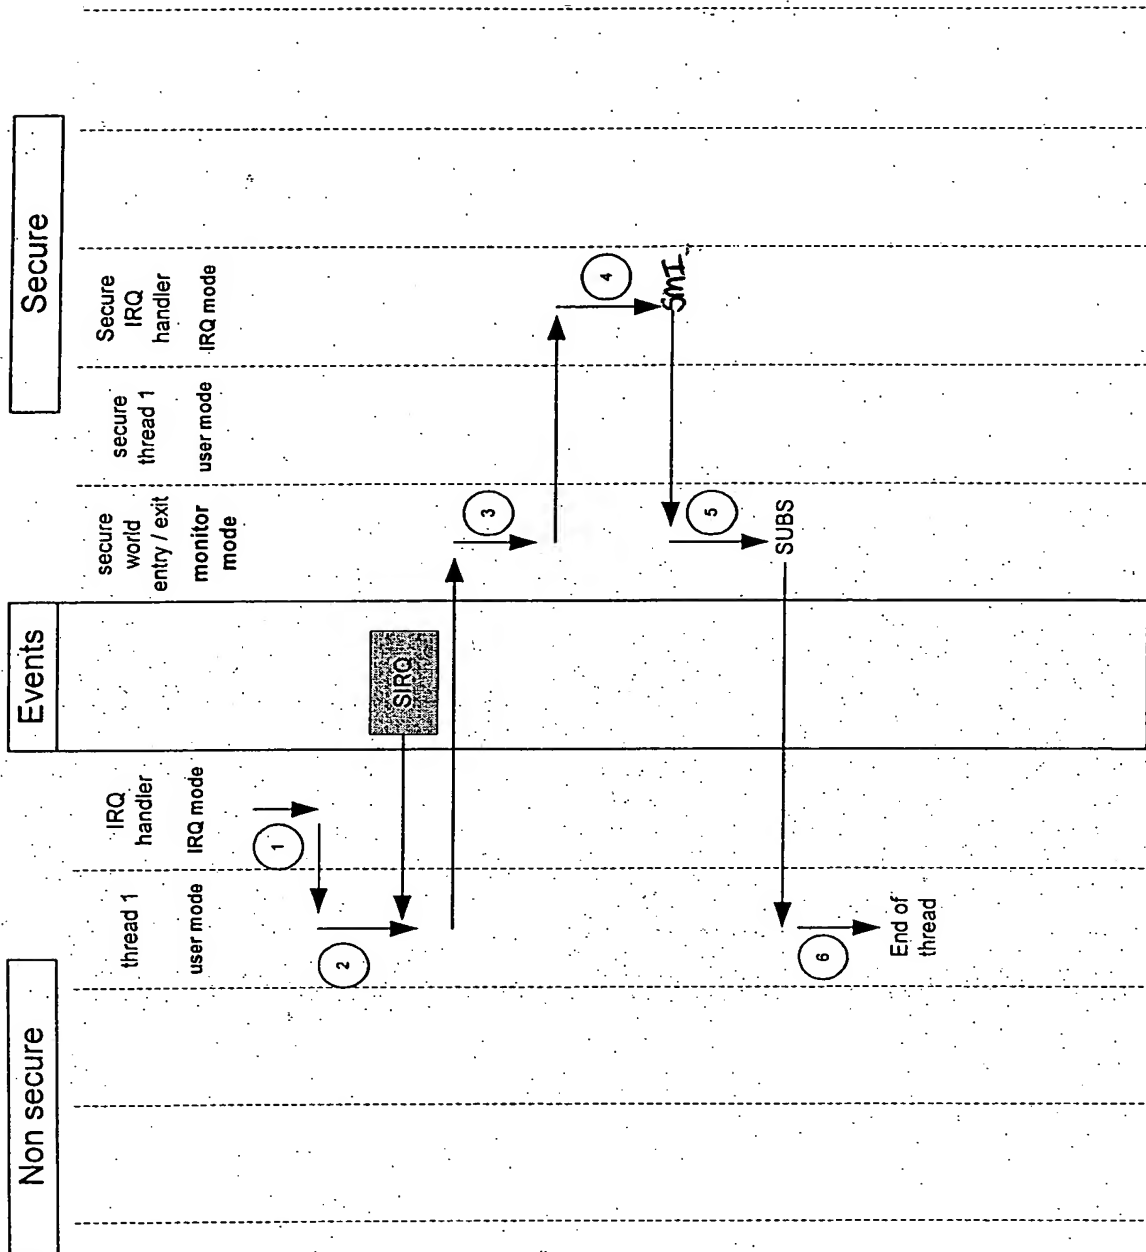 Non secure
Events
Secure
thread 1
user mode
IRQ
handler
IRQ mode
secure
world
entry / exit
monitor
mode
secure
thread 1
user mode
Secure
IRQ
handler
IRQ mode
1
2
SIRQ
3
4
SMI
5
SUBS
6
End of
thread